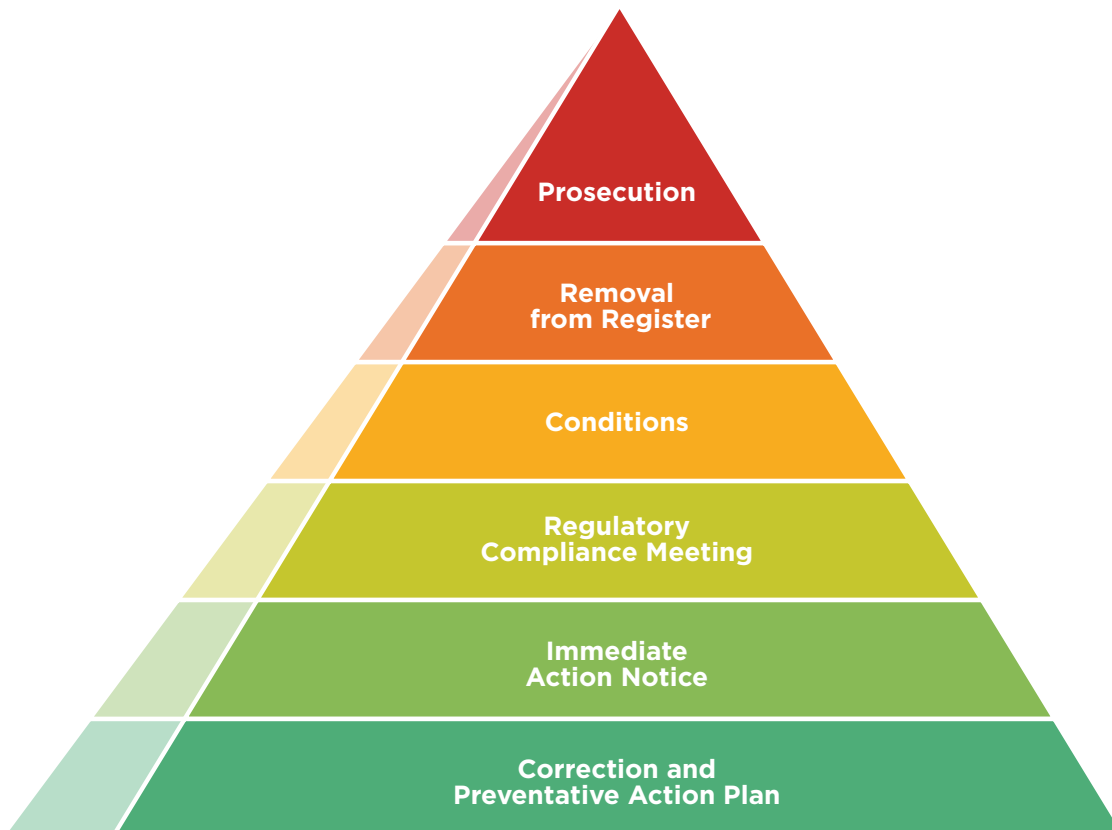 Prosecution
Removal
from Register
Conditions
Regulatory
Compliance Meeting
Immediate
Action Notice
Correction and
Preventative Action Plan